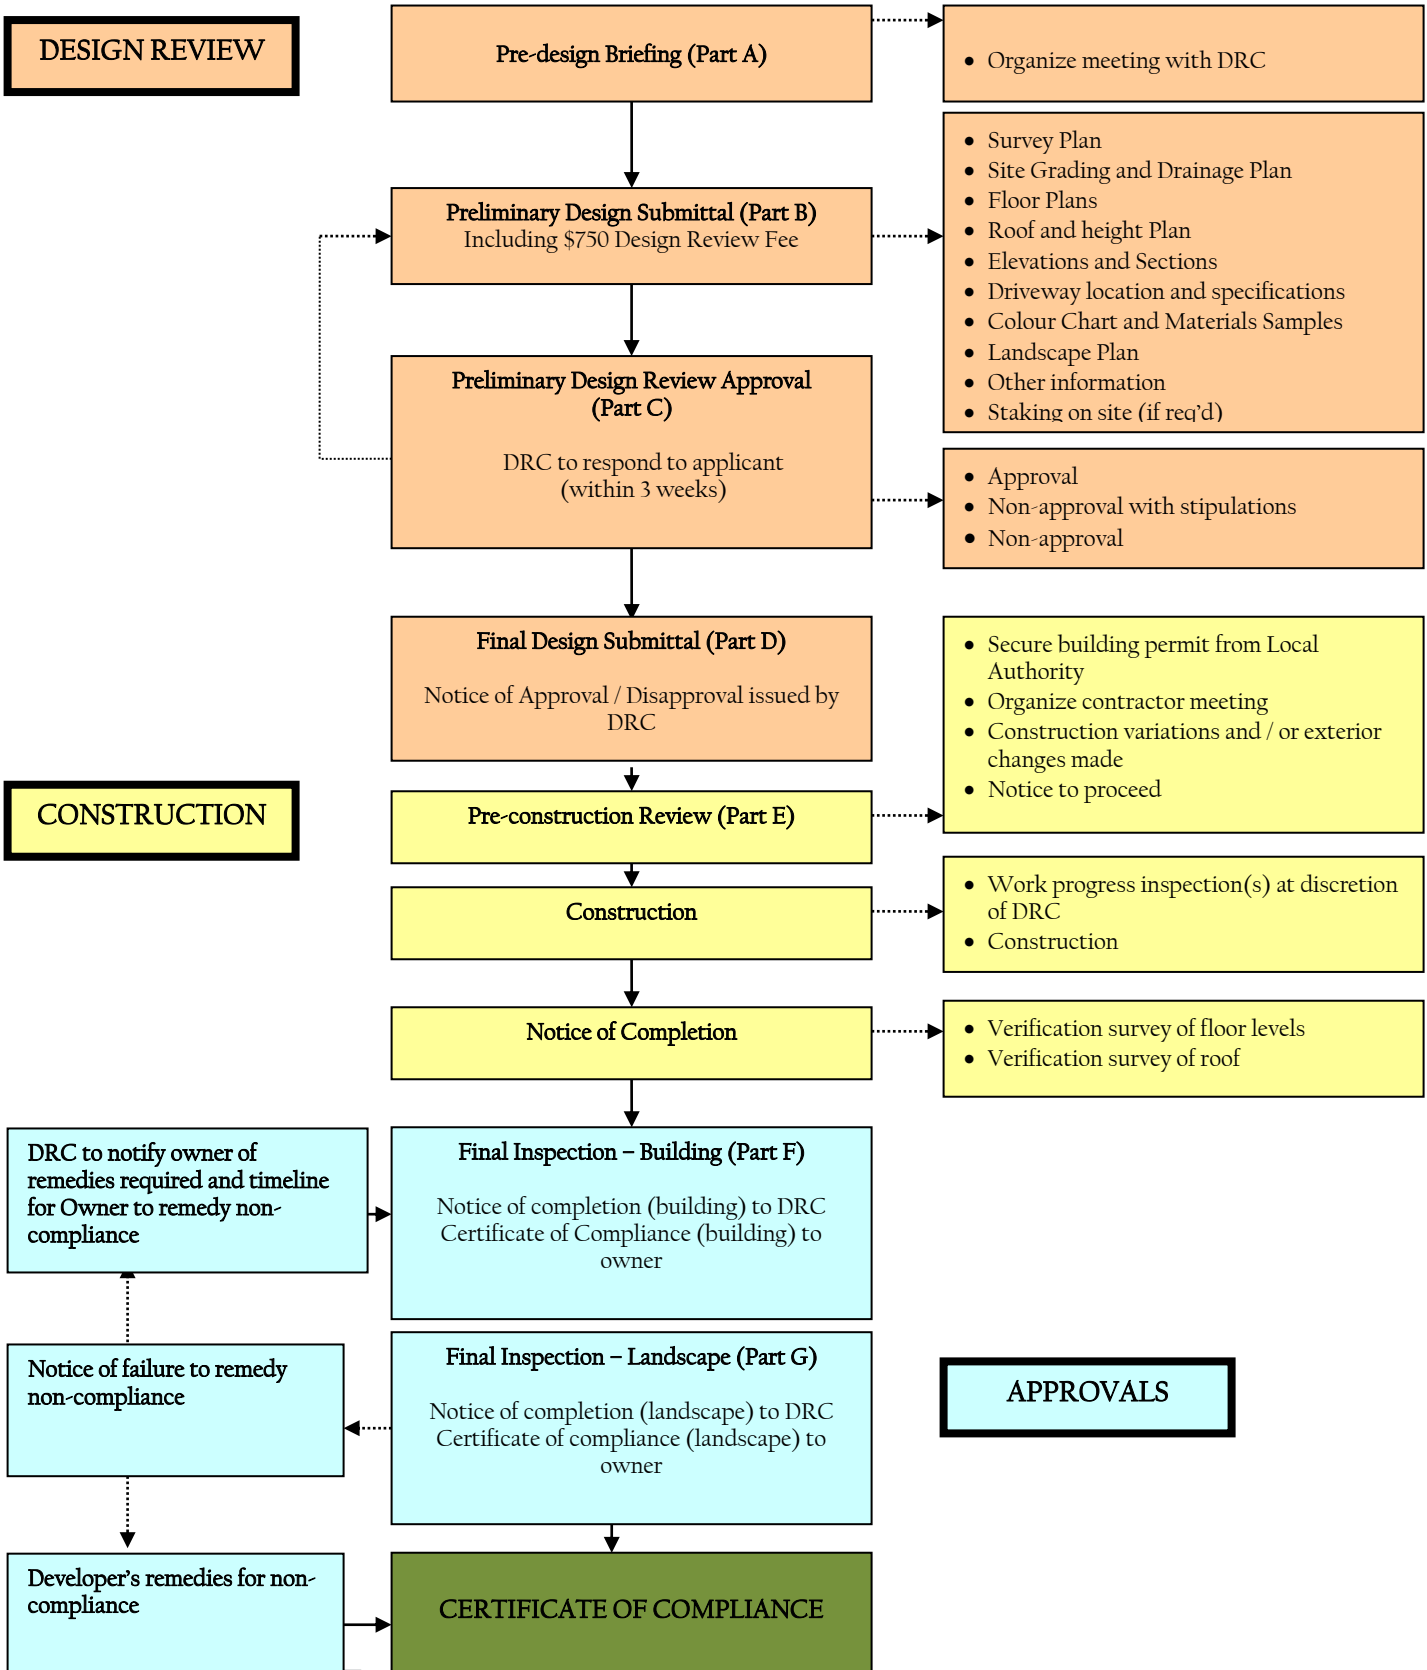 DESIGN REVIEW
Pre-design Briefing (Part A)
• Organize meeting with DRC
Preliminary Design Submittal (Part B)
Including $750 Design Review Fee
• Survey Plan
• Site Grading and Drainage Plan
• Floor Plans
• Roof and height Plan
• Elevations and Sections
• Driveway location and specifications
• Colour Chart and Materials Samples
• Landscape Plan
• Other information
• Staking on site (if req'd)
Preliminary Design Review Approval
(Part C)
DRC to respond to applicant
(within 3 weeks)
• Approval
• Non-approval with stipulations
• Non-approval
Final Design Submittal (Part D)
Notice of Approval / Disapproval issued by
DRC
• Secure building permit from Local
Authority
• Organize contractor meeting
• Construction variations and / or exterior
changes made
• Notice to proceed
CONSTRUCTION
Pre-construction Review (Part E)
Construction
• Work progress inspection(s) at discretion
of DRC
• Construction
Notice of Completion
• Verification survey of floor levels
• Verification survey of roof
DRC to notify owner of
remedies required and timeline
for Owner to remedy non-
compliance
Final Inspection – Building (Part F)
Notice of completion (building) to DRC
Certificate of Compliance (building) to
owner
Notice of failure to remedy
non-compliance
Final Inspection – Landscape (Part G)
Notice of completion (landscape) to DRC
Certificate of compliance (landscape) to
owner
APPROVALS
Developer's remedies for non-
compliance
CERTIFICATE OF COMPLIANCE